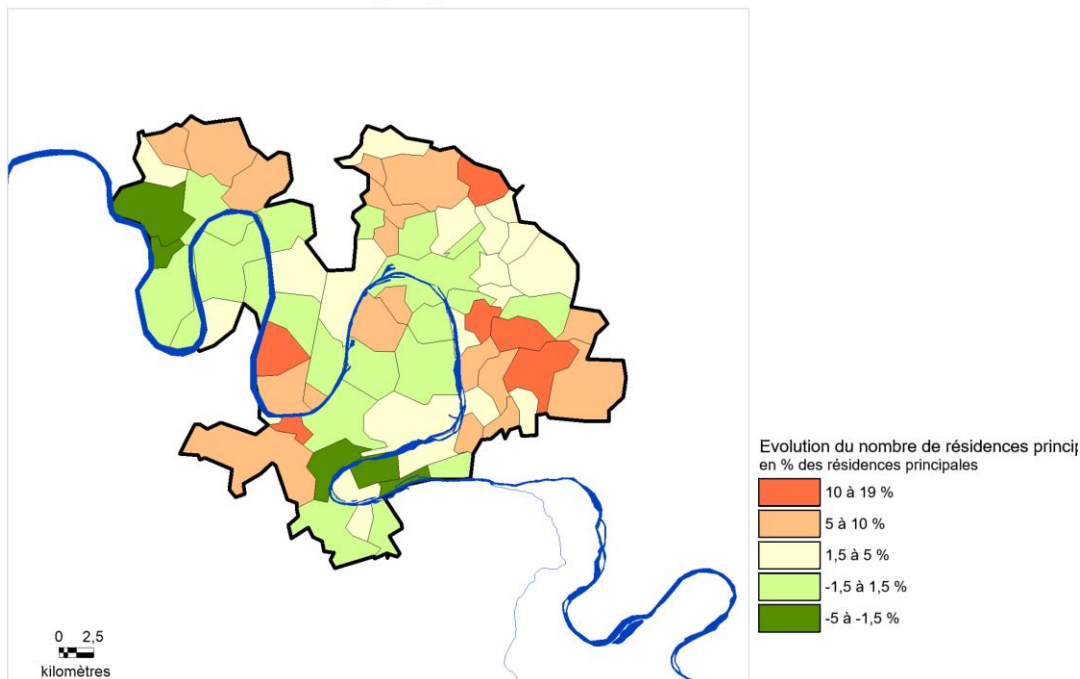 Evolution du nombre de résidences princip
en % des résidences principales
10 à 19 %
5 à 10 %
1,5 à 5 %
-1,5 à 1,5 %
-5 à -1,5 %
0 2,5
kilomètres